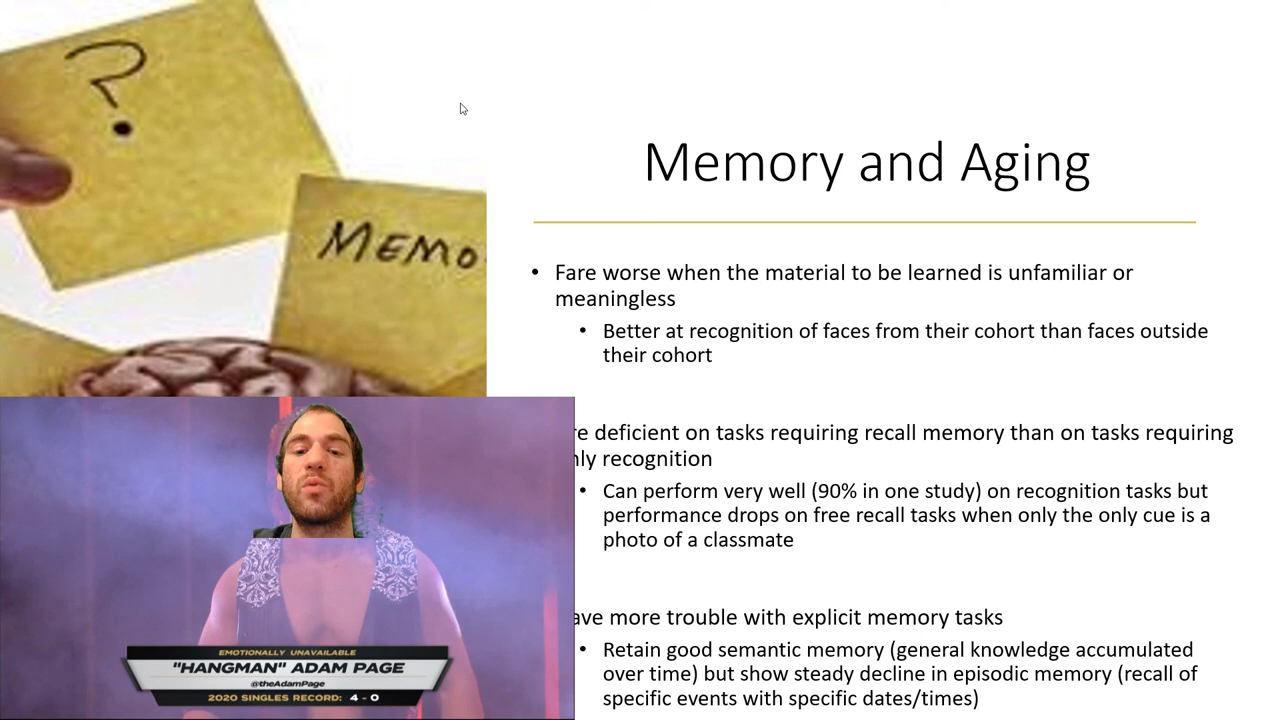 ?
MEMO
Memory and Aging
• Fare worse when the material to be learned is unfamiliar or
meaningless
• Better at recognition of faces from their cohort than faces outside
their cohort
re deficient on tasks requiring recall memory than on tasks requiring
nly recognition
• Can perform very well (90% in one study) on recognition tasks but
performance drops on free recall tasks when only the only cue is a
photo of a classmate
ave more trouble with explicit memory tasks
• Retain good semantic memory (general knowledge accumulated
over time) but show steady decline in episodic memory (recall of
specific events with specific dates/times)
EMOTIONALLY UNAVAILABLE
"HANGMAN" ADAM PAGE
@theAdamPage
2020 SINGLES RECORD: 4 - 0